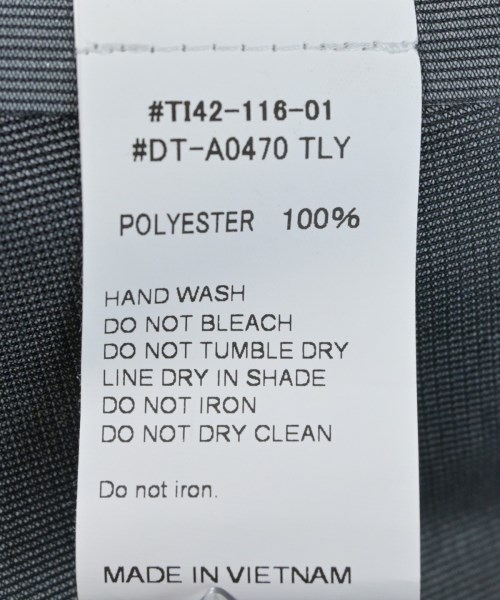 #TI42-116-01
#DT-A0470 TLY
POLYESTER 100%
HAND WASH
DO NOT BLEACH
DO NOT TUMBLE DRY
LINE DRY IN SHADE
DO NOT IRON
DO NOT DRY CLEAN
Do not iron.
MADE IN VIETNAM